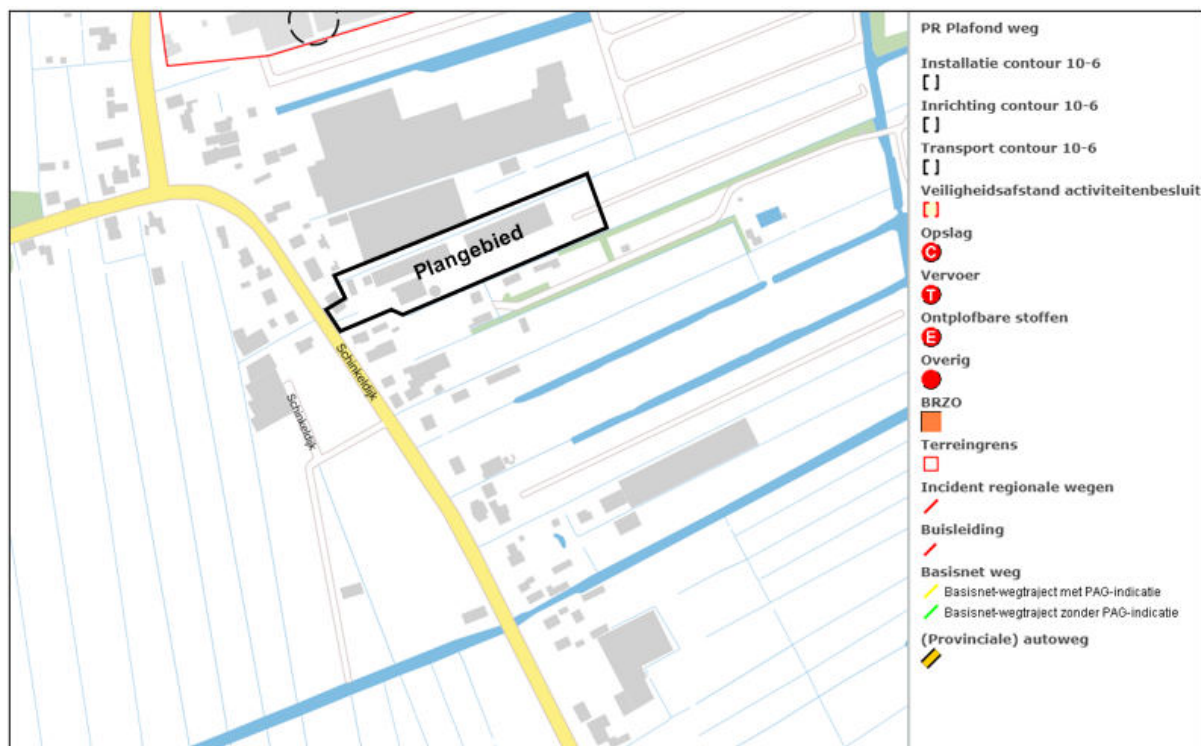 Plangebied
Schinkeldijk
Schinkeldijk
PR Plafond weg
Installatie contour 10-6
Inrichting contour 10-6
Transport contour 10-6
Veiligheidsafstand activiteitenbesluit
Opslag
C
Vervoer
T
Ontplofbare stoffen
E
Overig
BRZO
Terreingrens
Incident regionale wegen
Buisleiding
Basisnet weg
Basisnet-wegtraject met PAG-indicatie
Basisnet-wegtraject zonder PAG-indicatie
(Provinciale) autoweg